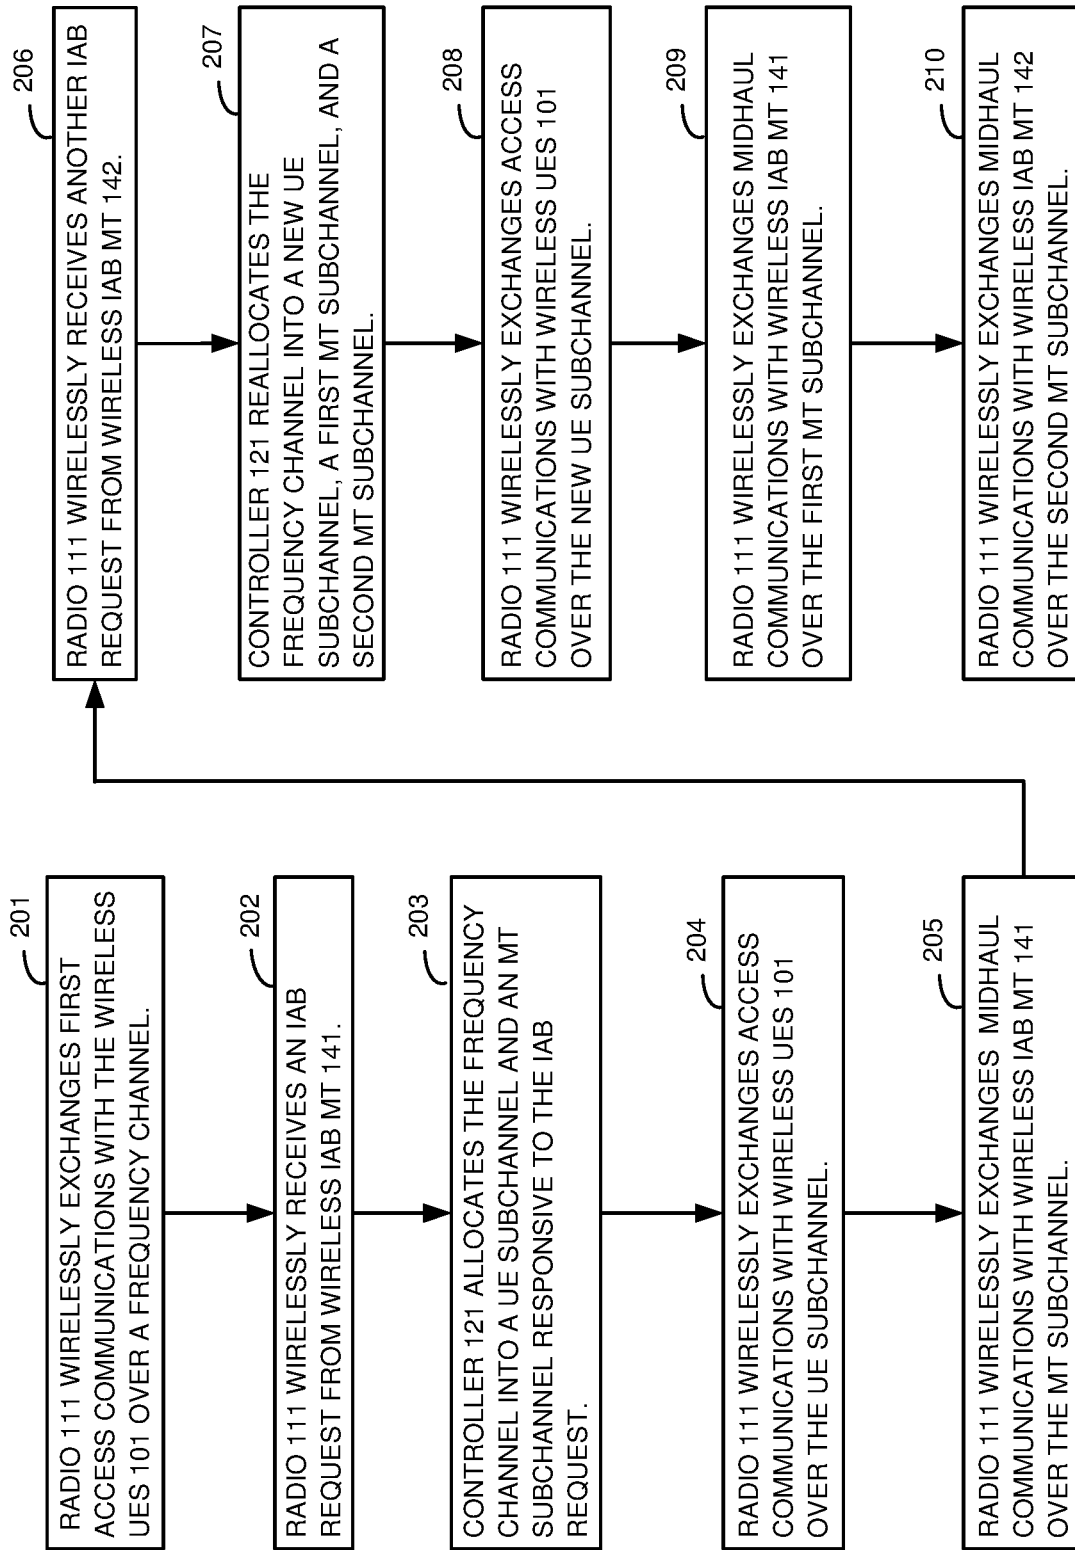 201
RADIO 111 WIRELESSLY EXCHANGES FIRST
ACCESS COMMUNICATIONS WITH THE WIRELESS
UES 101 OVER A FREQUENCY CHANNEL.
202
RADIO 111 WIRELESSLY RECEIVES AN IAB
REQUEST FROM WIRELESS IAB MT 141.
203
CONTROLLER 121 ALLOCATES THE FREQUENCY
CHANNEL INTO A UE SUBCHANNEL AND AN MT
SUBCHANNEL RESPONSIVE TO THE IAB
REQUEST.
204
RADIO 111 WIRELESSLY EXCHANGES ACCESS
COMMUNICATIONS WITH WIRELESS UES 101
OVER THE UE SUBCHANNEL.
205
RADIO 111 WIRELESSLY EXCHANGES MIDHAUL
COMMUNICATIONS WITH WIRELESS IAB MT 141
OVER THE MT SUBCHANNEL.
206
RADIO 111 WIRELESSLY RECEIVES ANOTHER IAB
REQUEST FROM WIRELESS IAB MT 142.
207
CONTROLLER 121 REALLOCATES THE
FREQUENCY CHANNEL INTO A NEW UE
SUBCHANNEL, A FIRST MT SUBCHANNEL, AND A
SECOND MT SUBCHANNEL.
208
RADIO 111 WIRELESSLY EXCHANGES ACCESS
COMMUNICATIONS WITH WIRELESS UES 101
OVER THE NEW UE SUBCHANNEL.
209
RADIO 111 WIRELESSLY EXCHANGES MIDHAUL
COMMUNICATIONS WITH WIRELESS IAB MT 141
OVER THE FIRST MT SUBCHANNEL.
210
RADIO 111 WIRELESSLY EXCHANGES MIDHAUL
COMMUNICATIONS WITH WIRELESS IAB MT 142
OVER THE SECOND MT SUBCHANNEL.